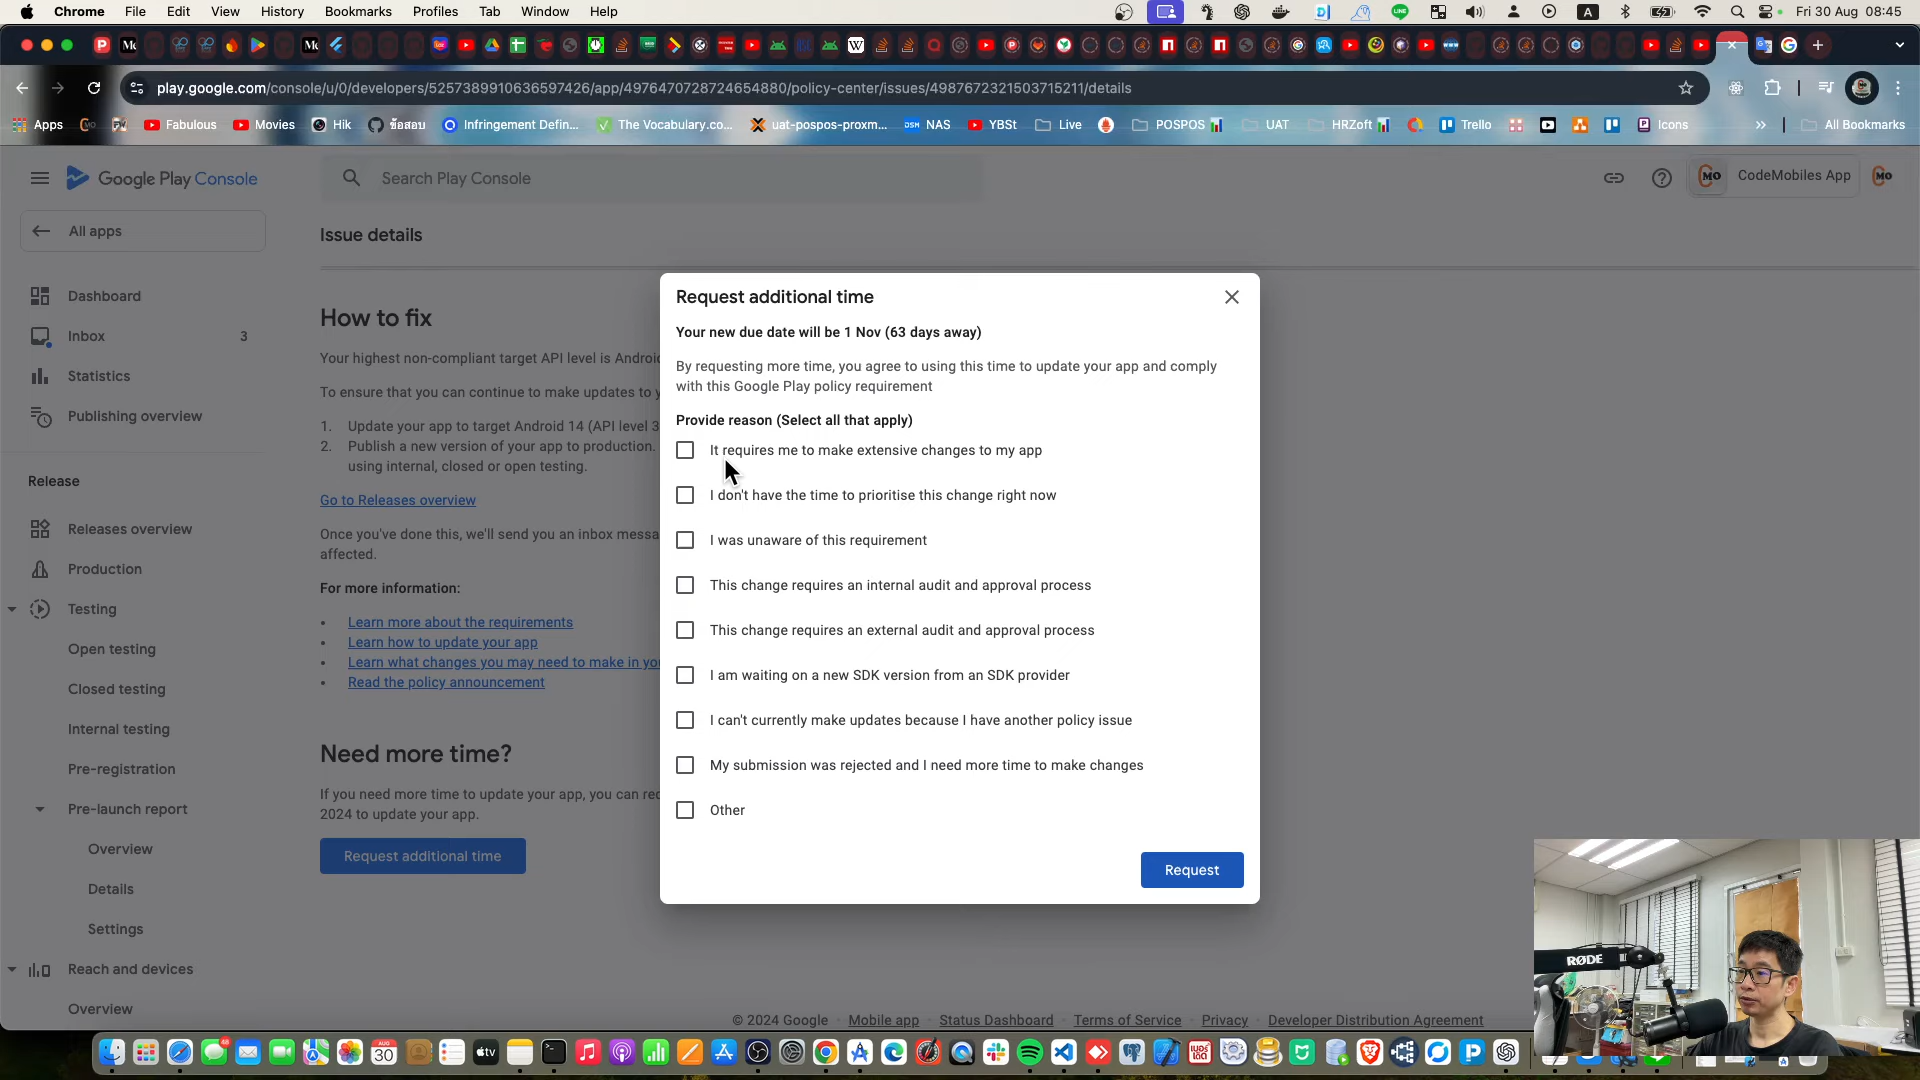 Chrome File Edit View History Bookmarks Profiles Tab Window Help
Fri 30 Aug 08:45
play.google.com/console/u/0/developers/5257389910636597426/app/4976470728724654880/policy-center/issues/4987672321503715211/details
Apps
Fabulous
Movies
Hik
ข้อสอบ
Infringement Defin...
The Vocabulary.co...
uat-pospos-proxm...
NAS
YBSt
Live
POSPOS
UAT
HRZoft
Trello
Icons
»
All Bookmarks
Google Play Console
Search Play Console
CodeMobiles App
All apps
Issue details
Dashboard
Inbox 3
Statistics
Publishing overview
Release
Releases overview
Production
Testing
Open testing
Closed testing
Internal testing
Pre-registration
Pre-launch report
Overview
Details
Settings
Reach and devices
Overview
How to fix
Your highest non-compliant target API level is Androi
To ensure that you can continue to make updates to y
1. Update your app to target Android 14 (API level 3
2. Publish a new version of your app to production.
using internal, closed or open testing.
Go to Releases overview
Once you've done this, we'll send you an inbox messa
affected.
For more information:
• Learn more about the requirements
• Learn how to update your app
• Learn what changes you may need to make in you
• Read the policy announcement
Need more time?
If you need more time to update your app, you can rec
2024 to update your app.
Request additional time
Request additional time
Your new due date will be 1 Nov (63 days away)
By requesting more time, you agree to using this time to update your app and comply
with this Google Play policy requirement
Provide reason (Select all that apply)
It requires me to make extensive changes to my app
I don't have the time to prioritise this change right now
I was unaware of this requirement
This change requires an internal audit and approval process
This change requires an external audit and approval process
I am waiting on a new SDK version from an SDK provider
I can't currently make updates because I have another policy issue
My submission was rejected and I need more time to make changes
Other
Request
© 2024 Google · Mobile app · Status Dashboard · Terms of Service · Privacy · Developer Distribution Agreement
RØDE